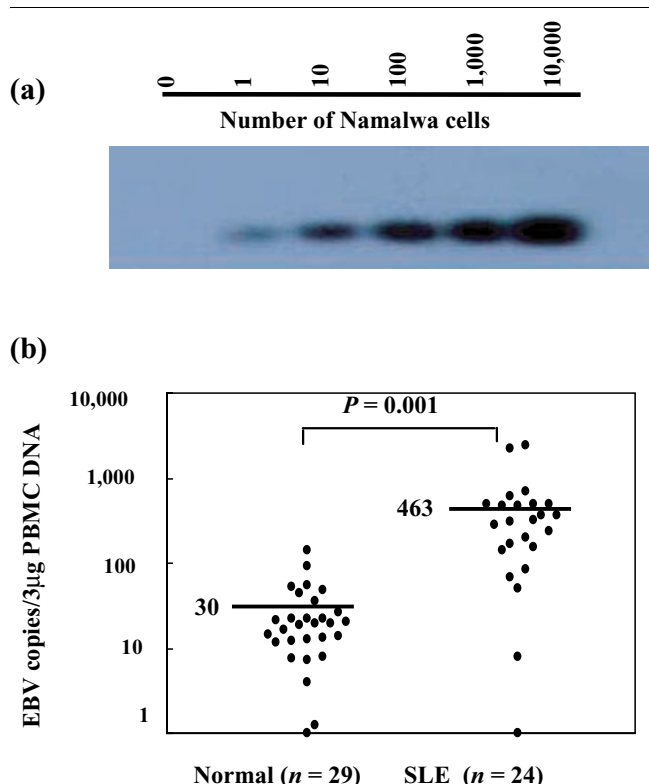 (a)
0 1 10 100 1,000 10,000
Number of Namalwa cells
(b)
EBV copies/3µg PBMC DNA
10,000
1,000
100
10
1
P = 0.001
30
463
Normal (n = 29) SLE (n = 24)